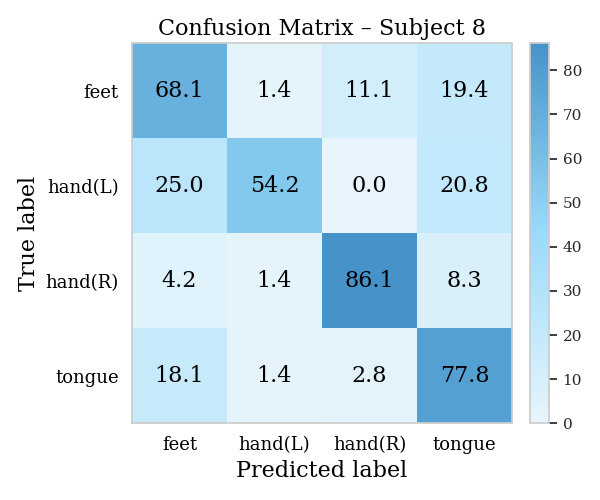 Confusion Matrix – Subject 8
feet 68.1 1.4 11.1 19.4
hand(L) 25.0 54.2 0.0 20.8
hand(R) 4.2 1.4 86.1 8.3
tongue 18.1 1.4 2.8 77.8
feet hand(L) hand(R) tongue
Predicted label
True label
80
70
60
50
40
30
20
10
0